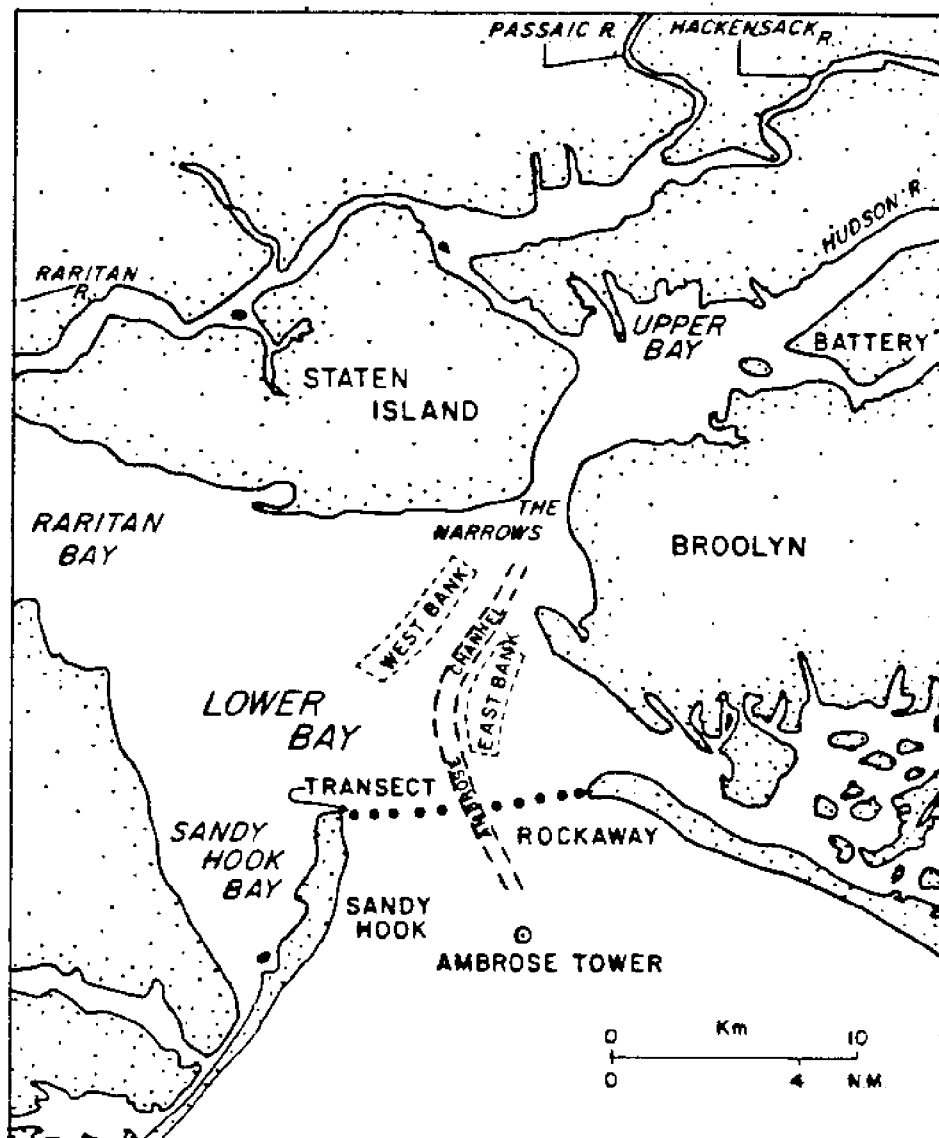 PASSAIC R.
HACKENSACK
R.
HUDSON R.
RARITAN
R.
UPPER
BAY
BATTERY
STATEN
ISLAND
THE
NARROWS
RARITAN
BAY
BROOLYN
WEST BANK
CHANNEL
EAST BANK
LOWER
BAY
AMBROSE
TRANSECT
ROCKAWAY
SANDY
HOOK
BAY
SANDY
HOOK
AMBROSE TOWER
0 Km 10
0 4 N.M.